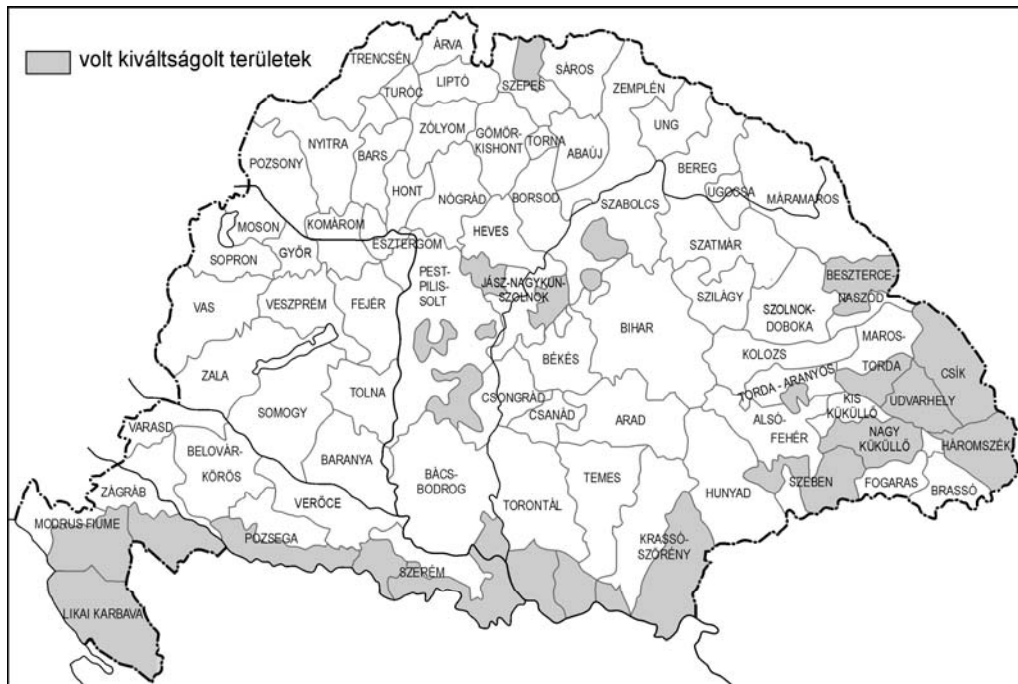 volt kiváltságolt területek
ÁRVA
TRENCSÉN
SÁROS
LIPTÓ
SZEPES
ZEMPLÉN
TURÓC
UNG
ZÓLYOM
GÖMÖR-
KISHONT
NYITRA
TORNA
BARS
ABAÚJ
POZSONY
BEREG
HONT
UGOCSA
NÓGRÁD
BORSOD
MÁRAMAROS
SZABOLCS
KOMÁROM
MOSON
HEVES
ESZTERGOM
SZATMÁR
SOPRON
GYŐR
PEST-
PILIS-
SOLT
BESZTERCE-
NASZÓD
JÁSZ-NAGYKUN-
SZOLNOK
VAS
VESZPRÉM
FEJÉR
SZILÁGY
SZOLNOK-
DOBOKA
BIHAR
MAROS-
TORDA
BÉKÉS
KOLOZS
CSÍK
ZALA
TORDA - ARANYOS
TOLNA
CSONGRÁD
UDVARHELY
KIS
KÜKÜLLŐ
SOMOGY
CSANÁD
ARAD
ALSÓ-
FEHÉR
VARASD
NAGY
KÜKÜLLŐ
HÁROMSZÉK
BELOVÁR-
KÖRÖS
BARANYA
BÁCS-
BODROG
TEMES
HUNYAD
SZEBEN
FOGARAS
BRASSÓ
ZÁGRÁB
VERŐCE
TORONTÁL
MODRUS FIÚME
POZSEGA
KRASSÓ-
SZÖRÉNY
SZERÉM
LIKAI KARBAVA